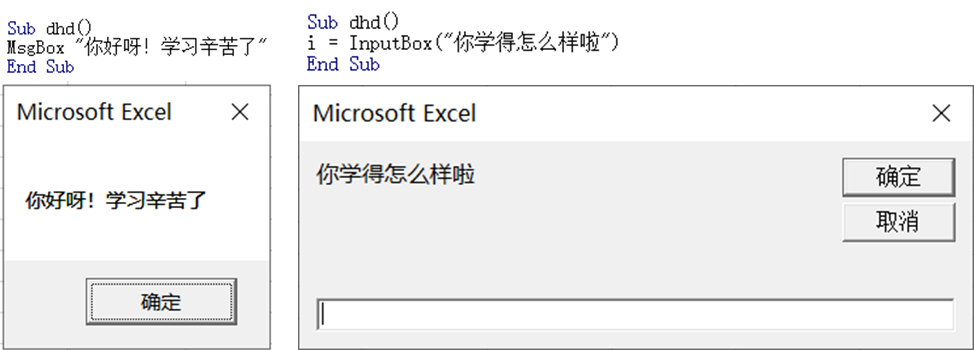 Sub dhd()
MsgBox "你好呀！学习辛苦了"
End Sub
Microsoft Excel
你好呀！学习辛苦了
确定
Sub dhd()
i = InputBox("你学得怎么样啦")
End Sub
Microsoft Excel
你学得怎么样啦
确定
取消